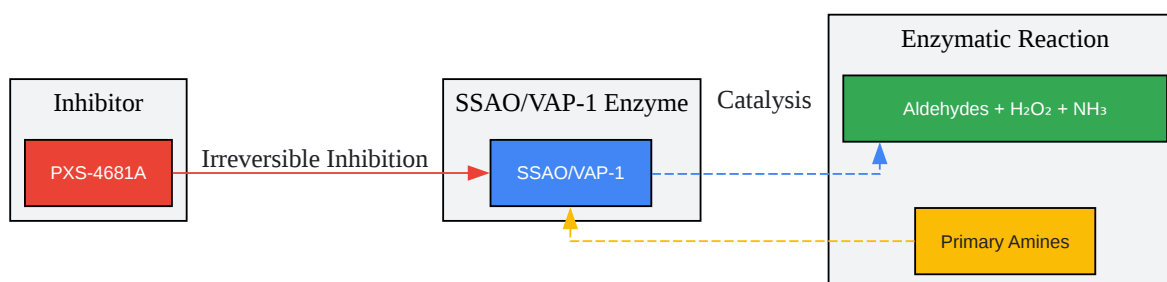 Inhibitor
PXS-4681A
Irreversible Inhibition
SSAO/VAP-1 Enzyme
SSAO/VAP-1
Catalysis
Enzymatic Reaction
Aldehydes + H₂O₂ + NH₃
Primary Amines